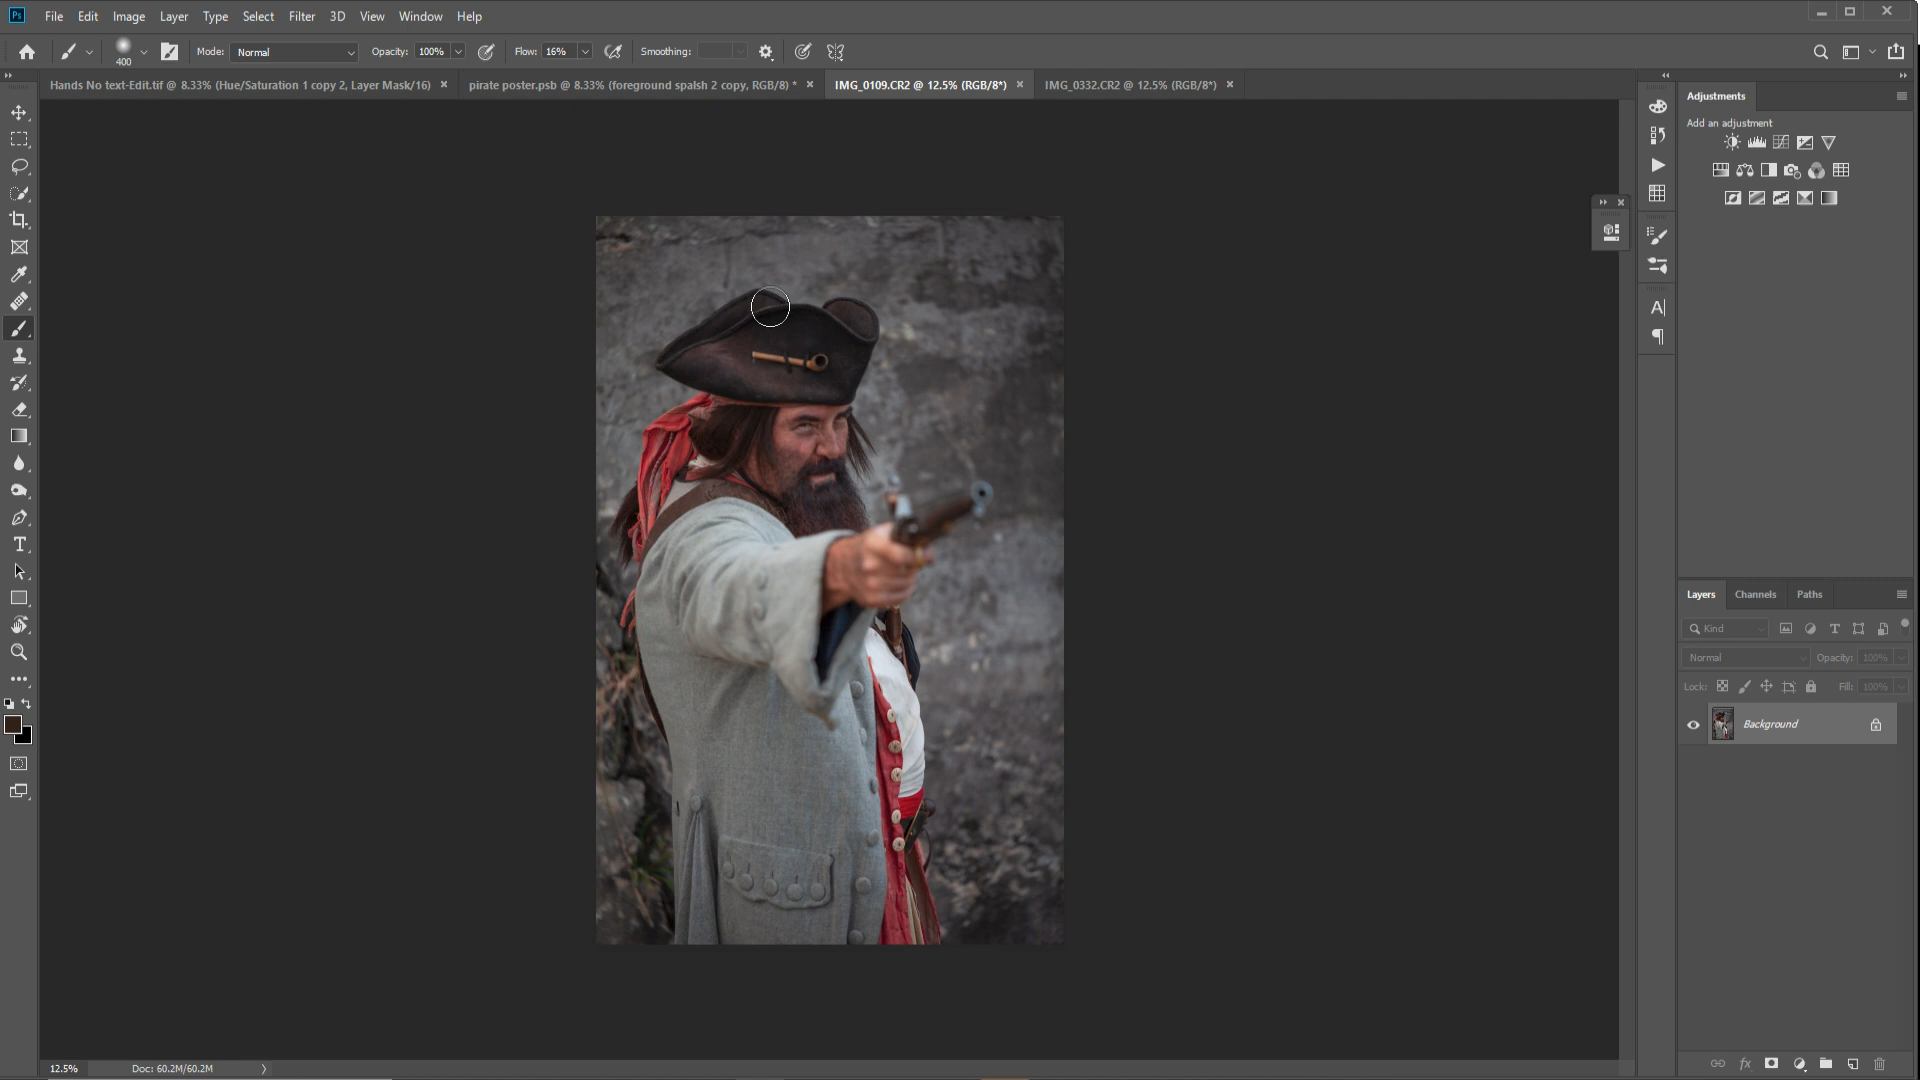 Ps File Edit Image Layer Type Select Filter 3D View Window Help
400 Mode: Normal Opacity: 100% Flow: 16% Smoothing:
Hands No text-Edit.tif @ 8.33% (Hue/Saturation 1 copy 2, Layer Mask/16) pirate poster.psb @ 8.33% (foreground spalsh 2 copy, RGB/8) * IMG_0109.CR2 @ 12.5% (RGB/8*) IMG_0332.CR2 @ 12.5% (RGB/8*)
Adjustments
Add an adjustment
Layers Channels Paths
Kind
Normal Opacity: 100%
Lock: Fill: 100%
Background
12.5% Doc: 60.2M/60.2M